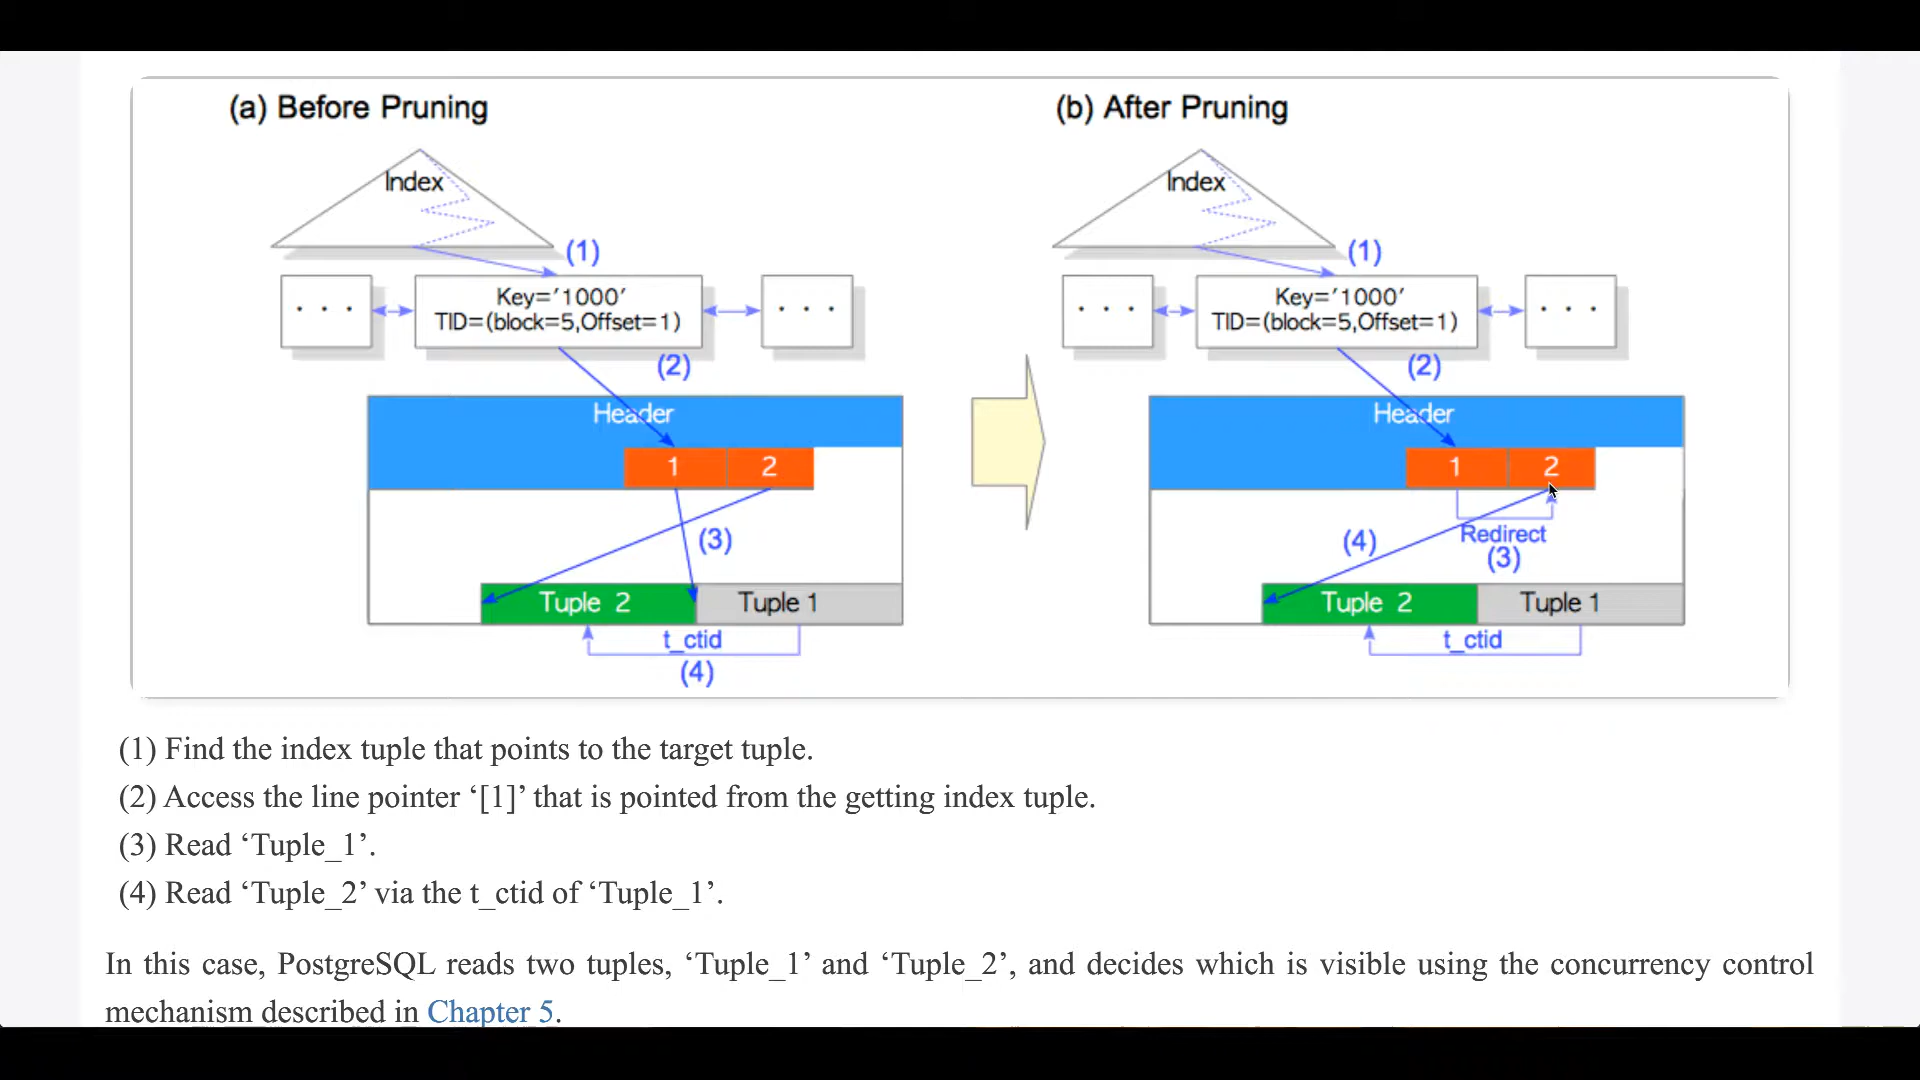 (a) Before Pruning
Index
(1)
. . .
Key='1000'
TID=(block=5,Offset=1)
. . .
(2)
Header
1 2
(3)
Tuple 2 Tuple 1
t_ctid
(4)
(b) After Pruning
Index
(1)
. . .
Key='1000'
TID=(block=5,Offset=1)
. . .
(2)
Header
1 2
Redirect
(3)
(4)
Tuple 2 Tuple 1
t_ctid
(1) Find the index tuple that points to the target tuple.
(2) Access the line pointer ‘[1]’ that is pointed from the getting index tuple.
(3) Read ‘Tuple_1’.
(4) Read ‘Tuple_2’ via the t_ctid of ‘Tuple_1’.
In this case, PostgreSQL reads two tuples, ‘Tuple_1’ and ‘Tuple_2’, and decides which is visible using the concurrency control
mechanism described in Chapter 5.